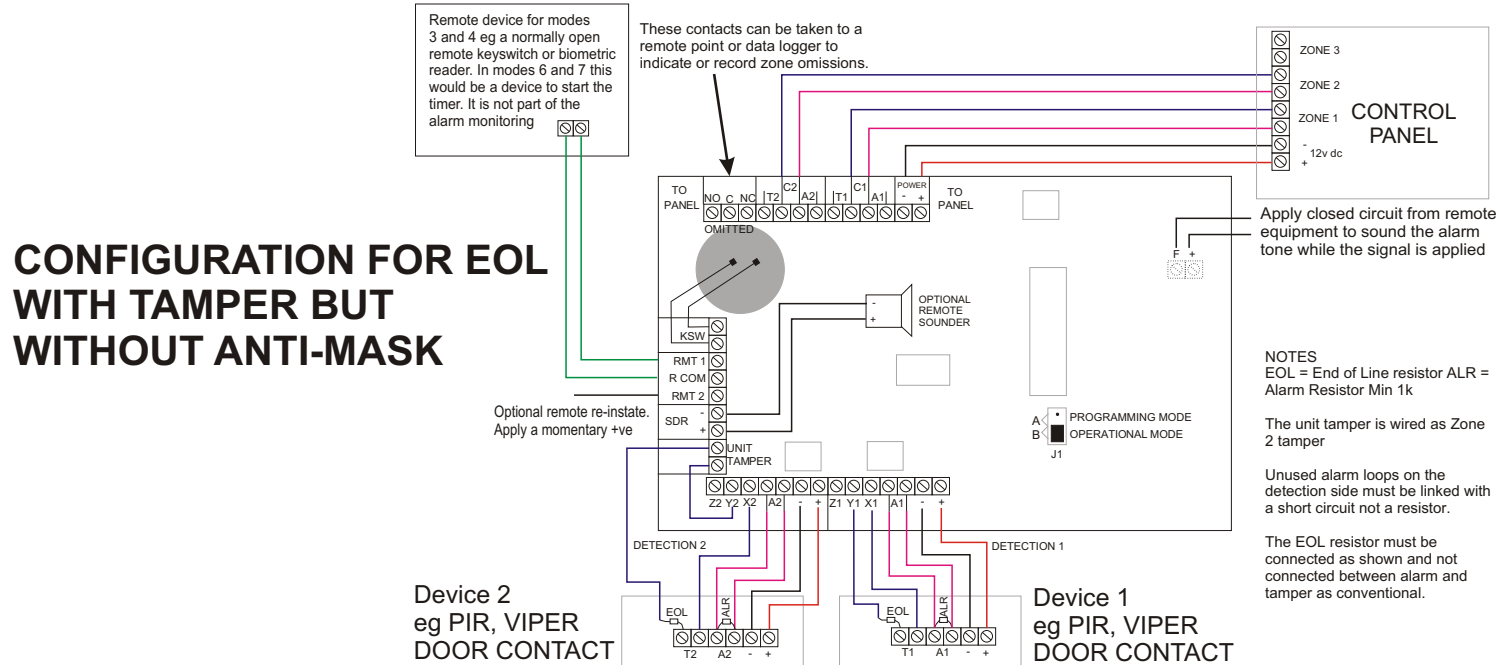 CONFIGURATION FOR EOL
WITH TAMPER BUT
WITHOUT ANTI-MASK
Remote device for modes
3 and 4 eg a normally open
remote keyswitch or biometric
reader. In modes 6 and 7 this
would be a device to start the
timer. It is not part of the
alarm monitoring
These contacts can be taken to a
remote point or data logger to
indicate or record zone omissions.
ZONE 3
ZONE 2
ZONE 1
-
12v dc
+
CONTROL
PANEL
TO
PANEL
NO C NC |T2 C2 A2| |T1 C1 A1| POWER - +
TO
PANEL
OMITTED
F +
Apply closed circuit from remote
equipment to sound the alarm
tone while the signal is applied
KSW
RMT 1
R COM
RMT 2
SDR - +
UNIT
TAMPER
-
+
OPTIONAL
REMOTE
SOUNDER
Optional remote re-instate.
Apply a momentary +ve
A PROGRAMMING MODE
B OPERATIONAL MODE
J1
Z2 Y2 X2 A2 - + Z1 Y1 X1 A1 - +
DETECTION 2
DETECTION 1
Device 2
eg PIR, VIPER
DOOR CONTACT
EOL ALR
T2 A2 - +
EOL ALR
T1 A1 - +
Device 1
eg PIR, VIPER
DOOR CONTACT
NOTES
EOL = End of Line resistor ALR =
Alarm Resistor Min 1k
The unit tamper is wired as Zone
2 tamper
Unused alarm loops on the
detection side must be linked with
a short circuit not a resistor.
The EOL resistor must be
connected as shown and not
connected between alarm and
tamper as conventional.